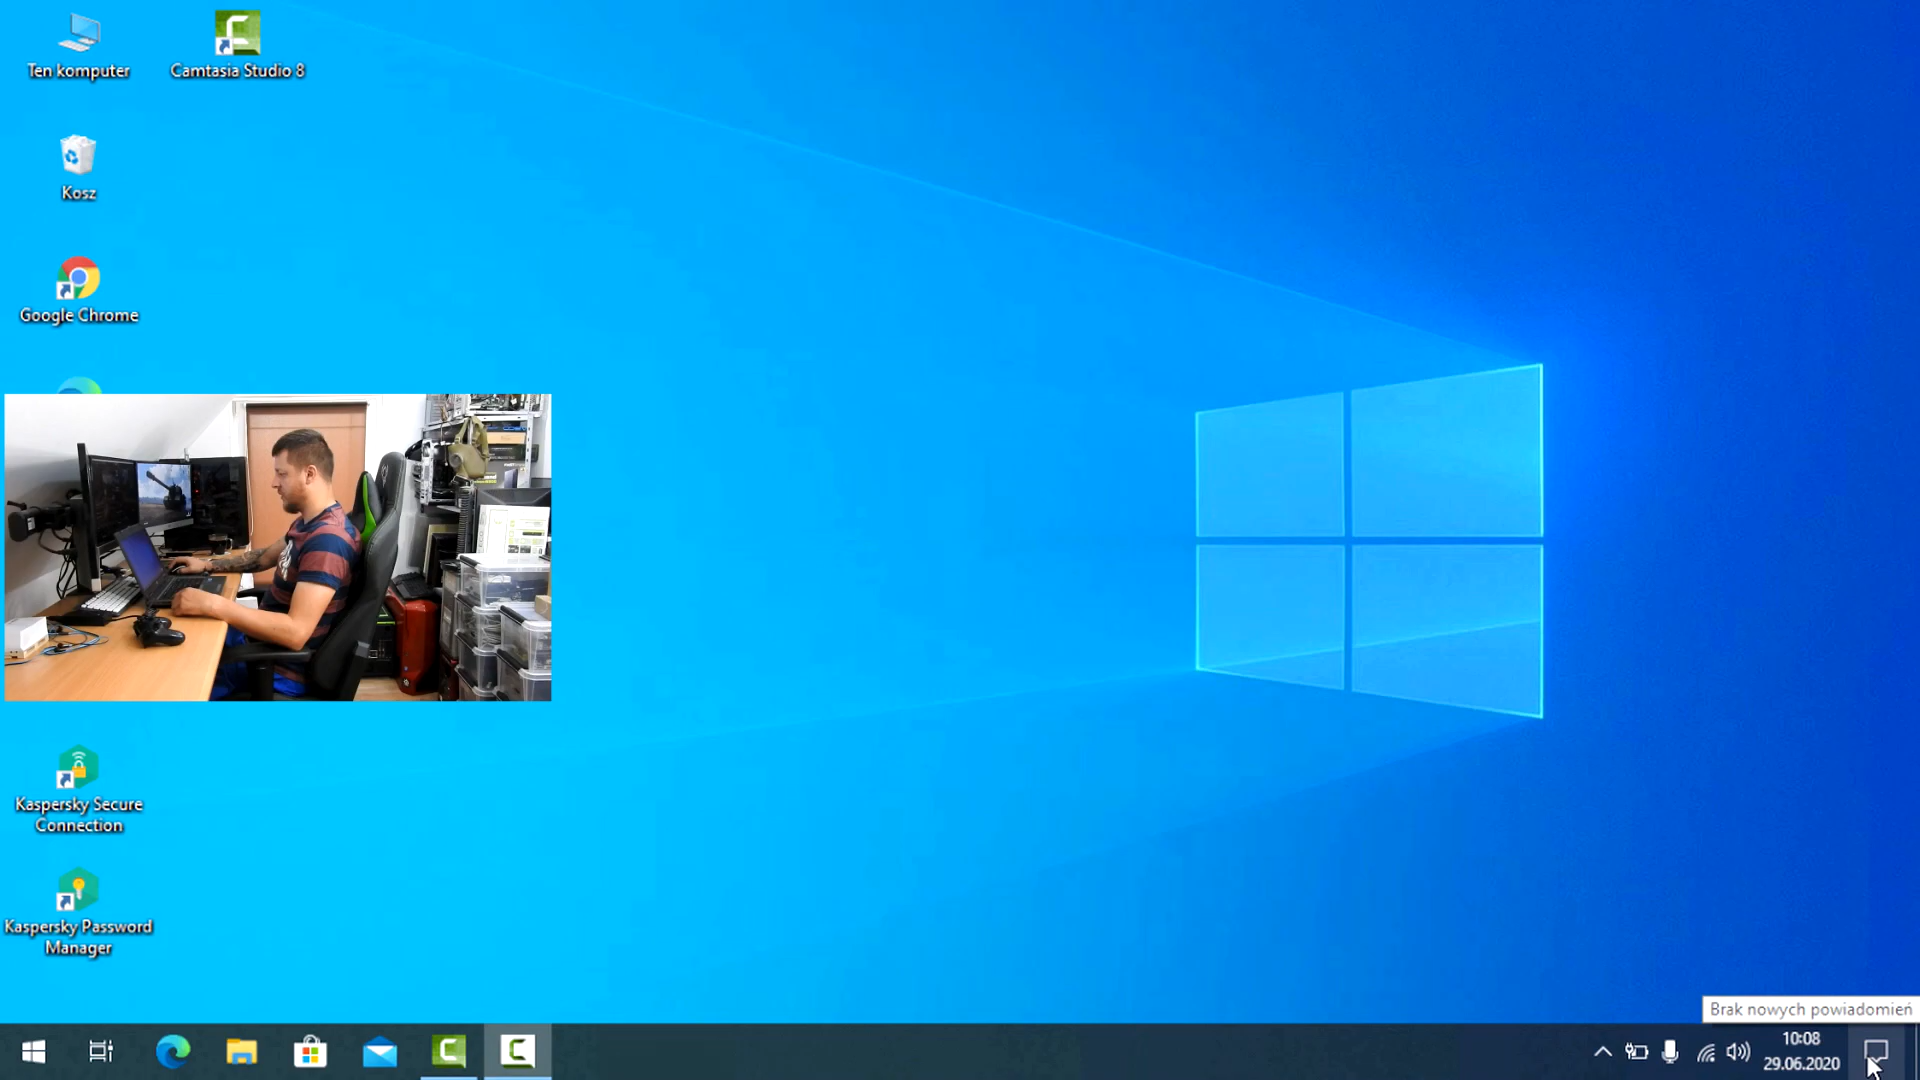 Ten komputer
Camtasia Studio 8
Kosz
Google Chrome
Kaspersky Secure
Connection
Kaspersky Password
Manager
Brak nowych powiadomień
10:08
29.06.2020